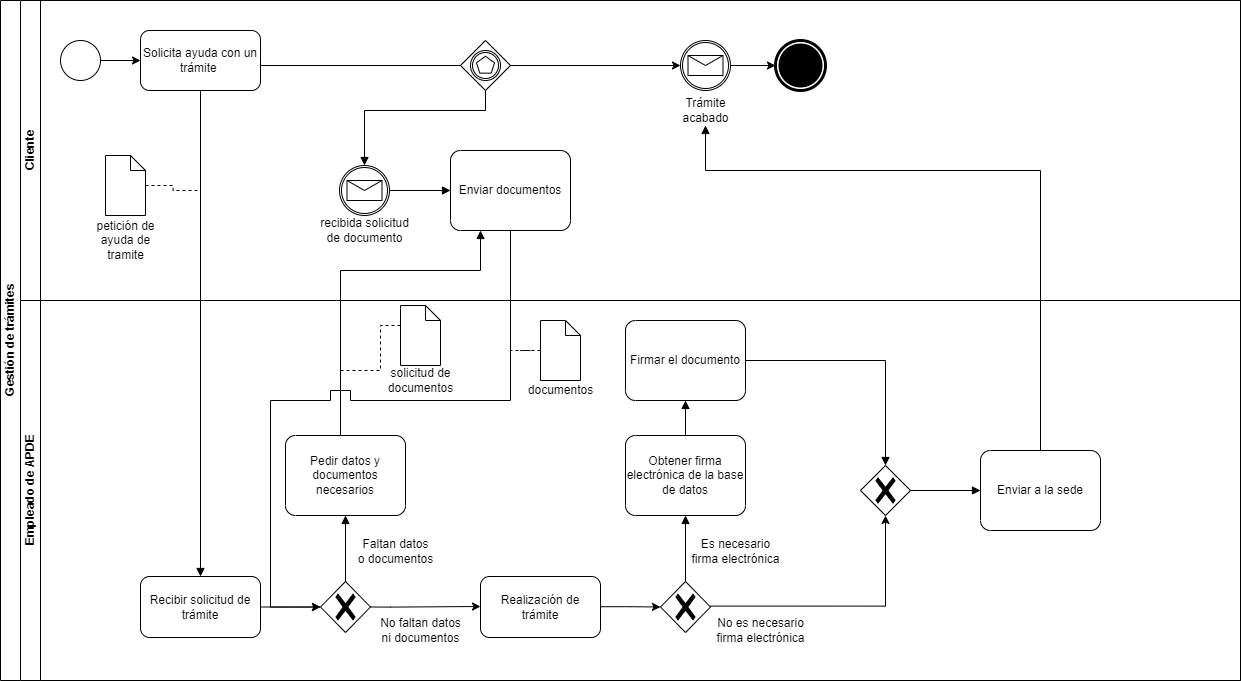 Gestión de trámites
Cliente
Solicita ayuda con un
trámite
Trámite
acabado
petición de
ayuda de
tramite
recibida solicitud
de documento
Enviar documentos
Empleado de APDE
solicitud de
documentos
documentos
Firmar el documento
Pedir datos y
documentos
necesarios
Obtener firma
electrónica de la base
de datos
Enviar a la sede
Faltan datos
o documentos
Es necesario
firma electrónica
Recibir solicitud de
trámite
No faltan datos
ni documentos
Realización de
trámite
No es necesario
firma electrónica